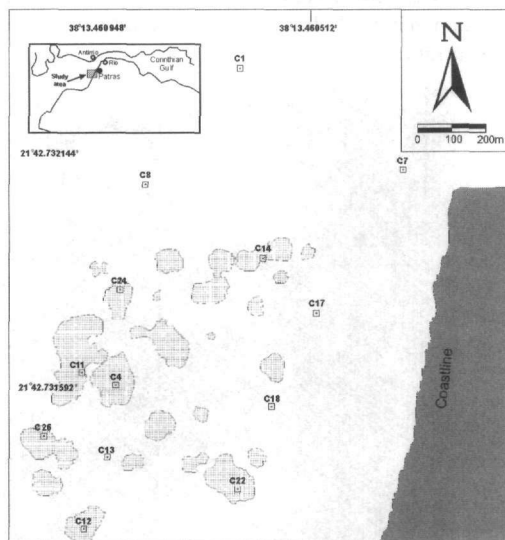 38°13.460948' 38°13.460512'
C1
Antirio
Rio
Corinthian
Gulf
Study
area
Patras
N
0 100 200m
21°42.732144'
C7
C8
C14
C24
C17
C11
C4
21°42.731592'
C18
Coastline
C26
C13
C22
C12